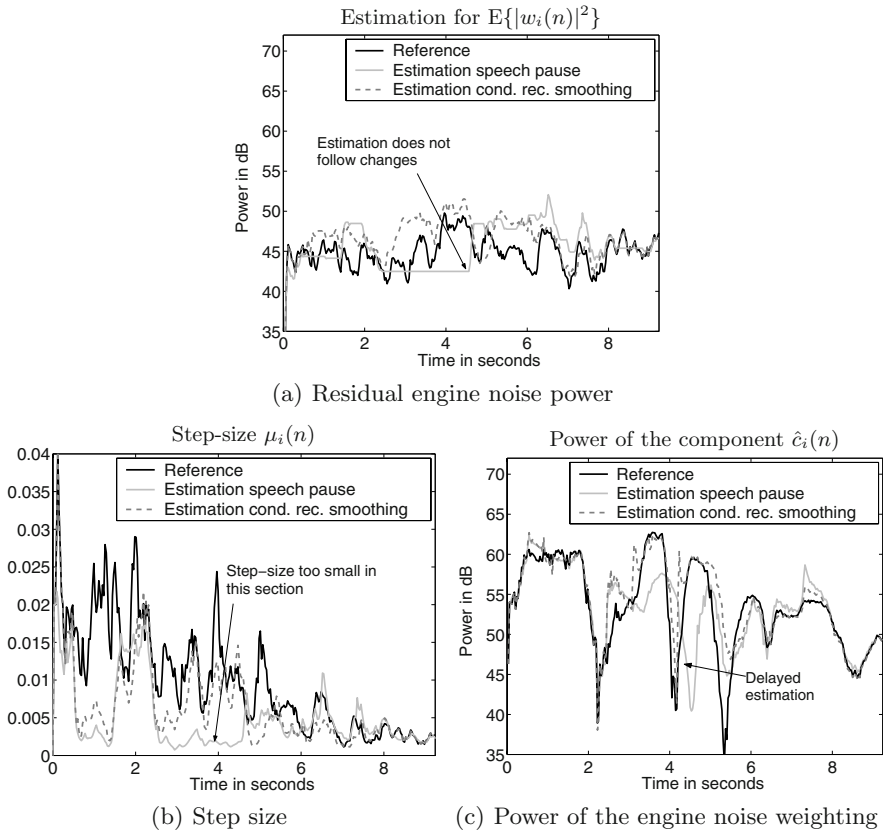 Estimation for E{|w_i(n)|^2}
Reference
Estimation speech pause
Estimation cond. rec. smoothing
Estimation does not
follow changes
Power in dB
70
65
60
55
50
45
40
35
0 2 4 6 8
Time in seconds
(a) Residual engine noise power
Step-size μ_i(n)
Reference
Estimation speech pause
Estimation cond. rec. smoothing
Step−size too small in
this section
0.04
0.035
0.03
0.025
0.02
0.015
0.01
0.005
0
0 2 4 6 8
Time in seconds
(b) Step size
Power of the component ĉ_i(n)
Reference
Estimation speech pause
Estimation cond. rec. smoothing
Power in dB
70
65
60
55
50
45
40
35
Delayed
estimation
0 2 4 6 8
Time in seconds
(c) Power of the engine noise weighting